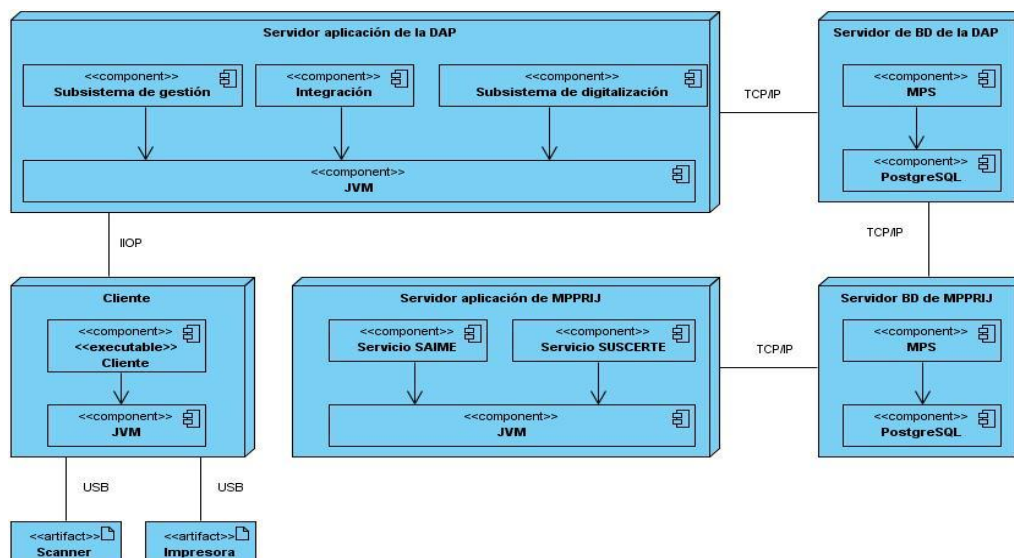 Servidor aplicación de la DAP
<<component>>
Subsistema de gestión
<<component>>
Integración
<<component>>
Subsistema de digitalización
<<component>>
JVM
TCP/IP
Servidor de BD de la DAP
<<component>>
MPS
<<component>>
PostgreSQL
IIOP
TCP/IP
Cliente
<<component>>
<<executable>>
Cliente
<<component>>
JVM
Servidor aplicación de MPPRIJ
<<component>>
Servicio SAIME
<<component>>
Servicio SUSCERTE
<<component>>
JVM
TCP/IP
Servidor BD de MPPRIJ
<<component>>
MPS
<<component>>
PostgreSQL
USB
USB
<<artifact>>
Scanner
<<artifact>>
Impresora